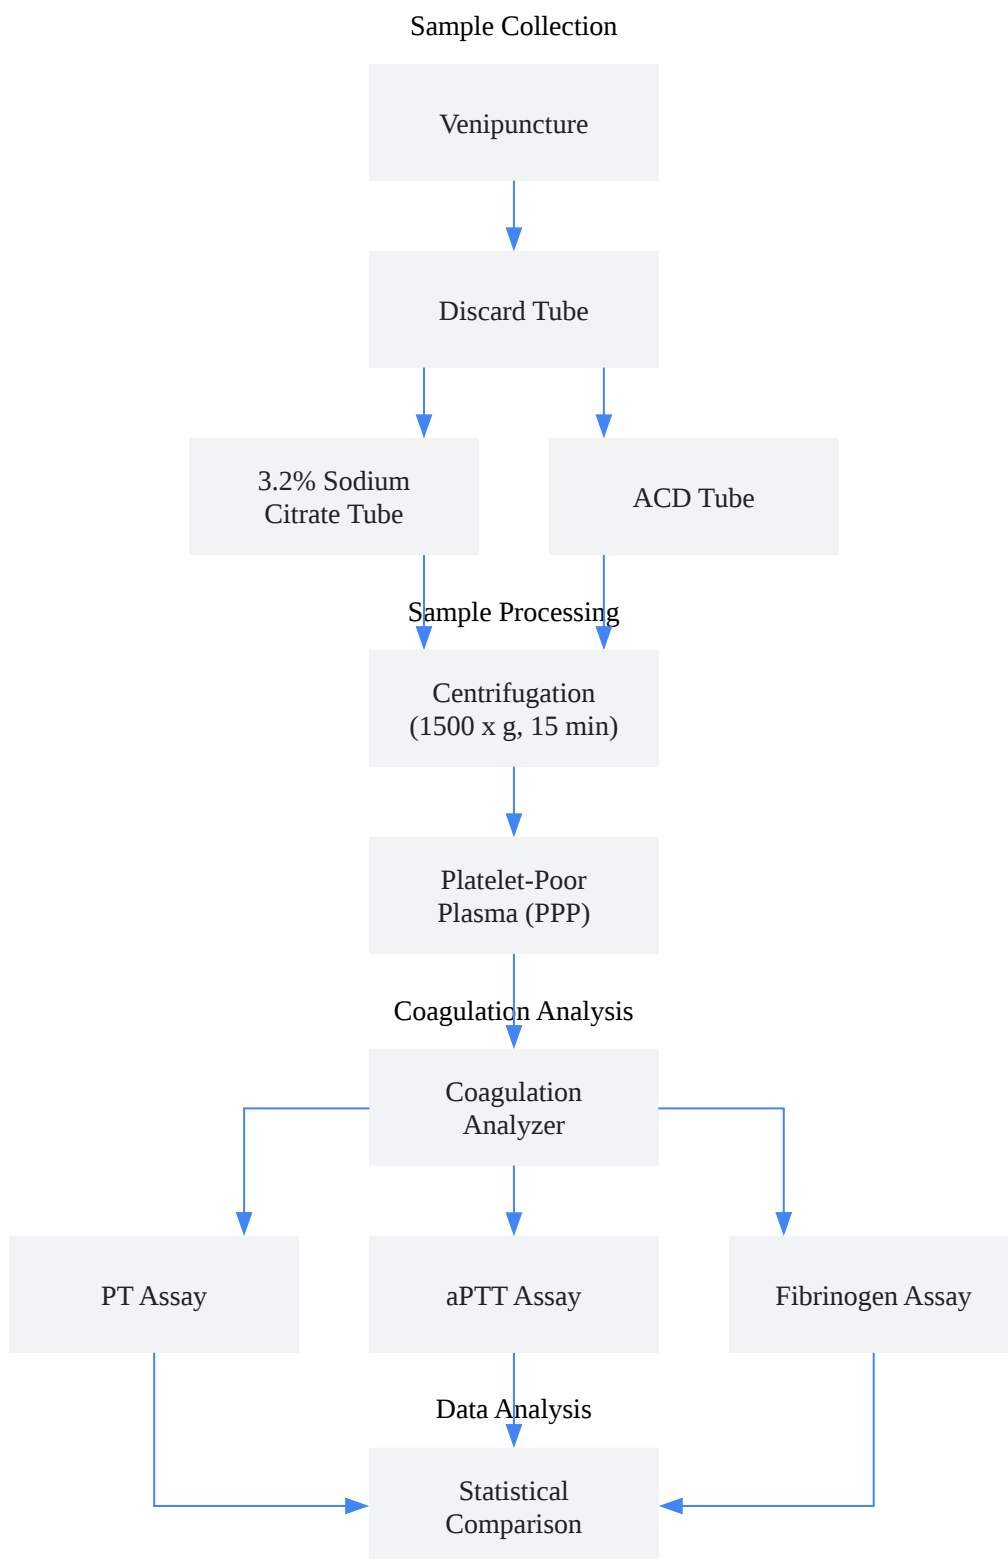 Sample Collection
Venipuncture
Discard Tube
3.2% Sodium
Citrate Tube
ACD Tube
Sample Processing
Centrifugation
(1500 x g, 15 min)
Platelet-Poor
Plasma (PPP)
Coagulation Analysis
Coagulation
Analyzer
PT Assay
aPTT Assay
Fibrinogen Assay
Data Analysis
Statistical
Comparison